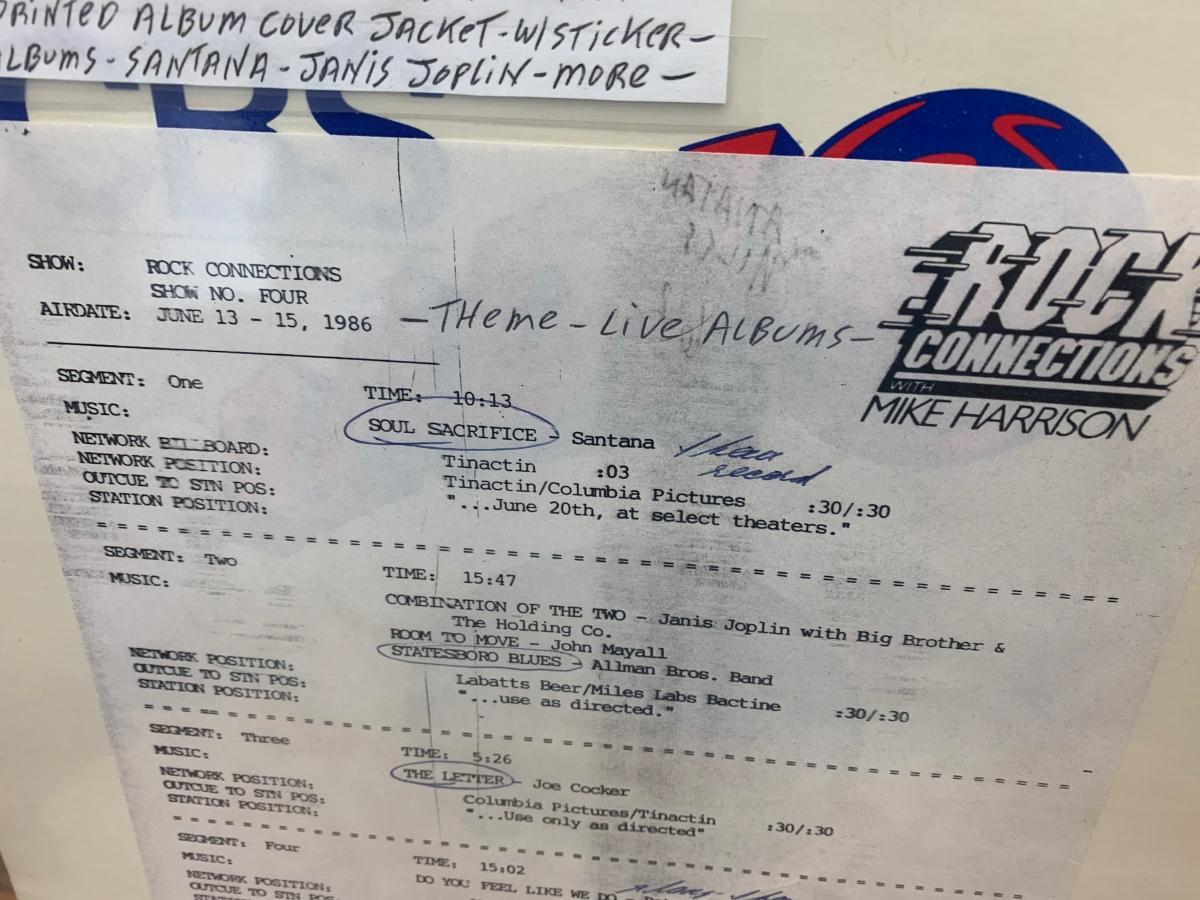 PRINTED ALBUM COVER JACKET-W/STICKER-
ALBUMS-SANTANA-JANIS JOPLIN-MORE-
CBS
ROCK
CONNECTIONS
WITH
MIKE HARRISON
SHOW: ROCK CONNECTIONS
SHOW NO. FOUR
AIRDATE: JUNE 13 - 15, 1986 -THEME-LIVE ALBUMS-
SEGMENT: One TIME: 10:13
MUSIC: SOUL SACRIFICE - Santana record
NETWORK BILLBOARD: Tinactin :03
NETWORK POSITION: Tinactin/Columbia Pictures :30/:30
OUTCUE TO STN POS: "...June 20th, at select theaters."
STATION POSITION:
SEGMENT: Two TIME: 15:47
MUSIC: COMBINATION OF THE TWO - Janis Joplin with Big Brother &
The Holding Co.
ROOM TO MOVE - John Mayall
STATESBORO BLUES - Allman Bros. Band
NETWORK POSITION: Labatts Beer/Miles Labs Bactine :30/:30
OUTCUE TO STN POS: "...use as directed."
STATION POSITION:
SEGMENT: Three TIME: 5:26
MUSIC: THE LETTER - Joe Cocker
NETWORK POSITION: Columbia Pictures/Tinactin :30/:30
OUTCUE TO STN POS: "...Use only as directed"
STATION POSITION:
SEGMENT: Four TIME: 15:02
MUSIC: DO YOU FEEL LIKE WE DO -
NETWORK POSITION:
OUTCUE TO STN POS: